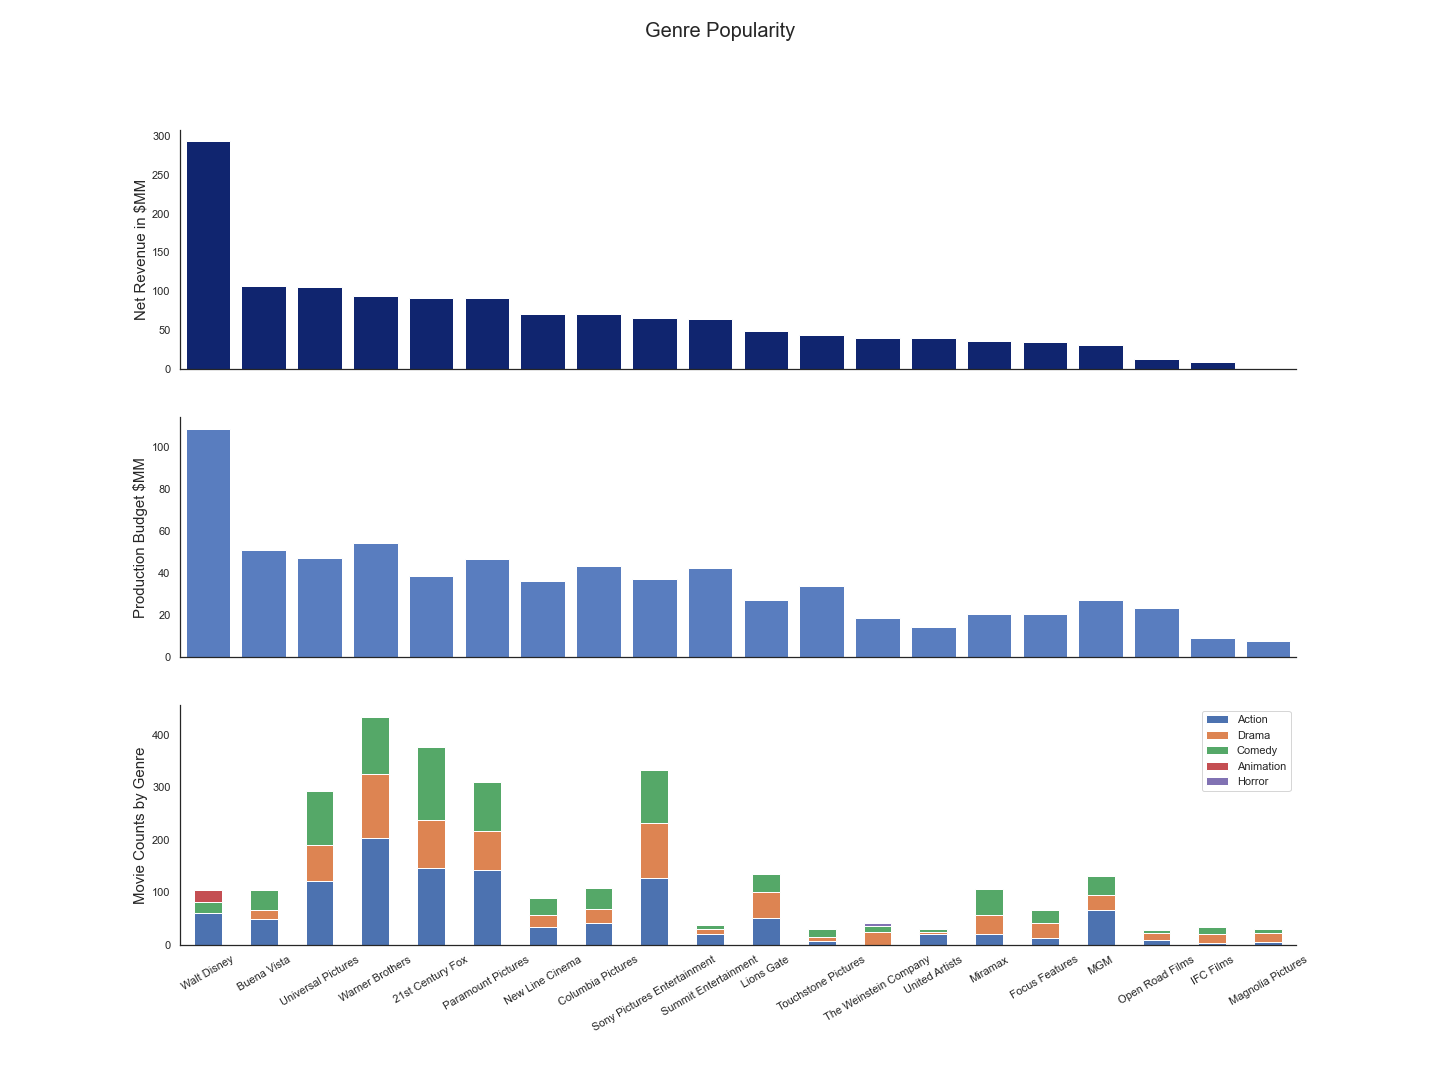 Genre Popularity
Net Revenue in $MM
300
250
200
150
100
50
0
Production Budget $MM
100
80
60
40
20
0
Movie Counts by Genre
400
300
200
100
0
Action
Drama
Comedy
Animation
Horror
Walt Disney
Buena Vista
Universal Pictures
Warner Brothers
21st Century Fox
Paramount Pictures
New Line Cinema
Columbia Pictures
Sony Pictures Entertainment
Summit Entertainment
Lions Gate
Touchstone Pictures
The Weinstein Company
United Artists
Miramax
Focus Features
MGM
Open Road Films
IFC Films
Magnolia Pictures